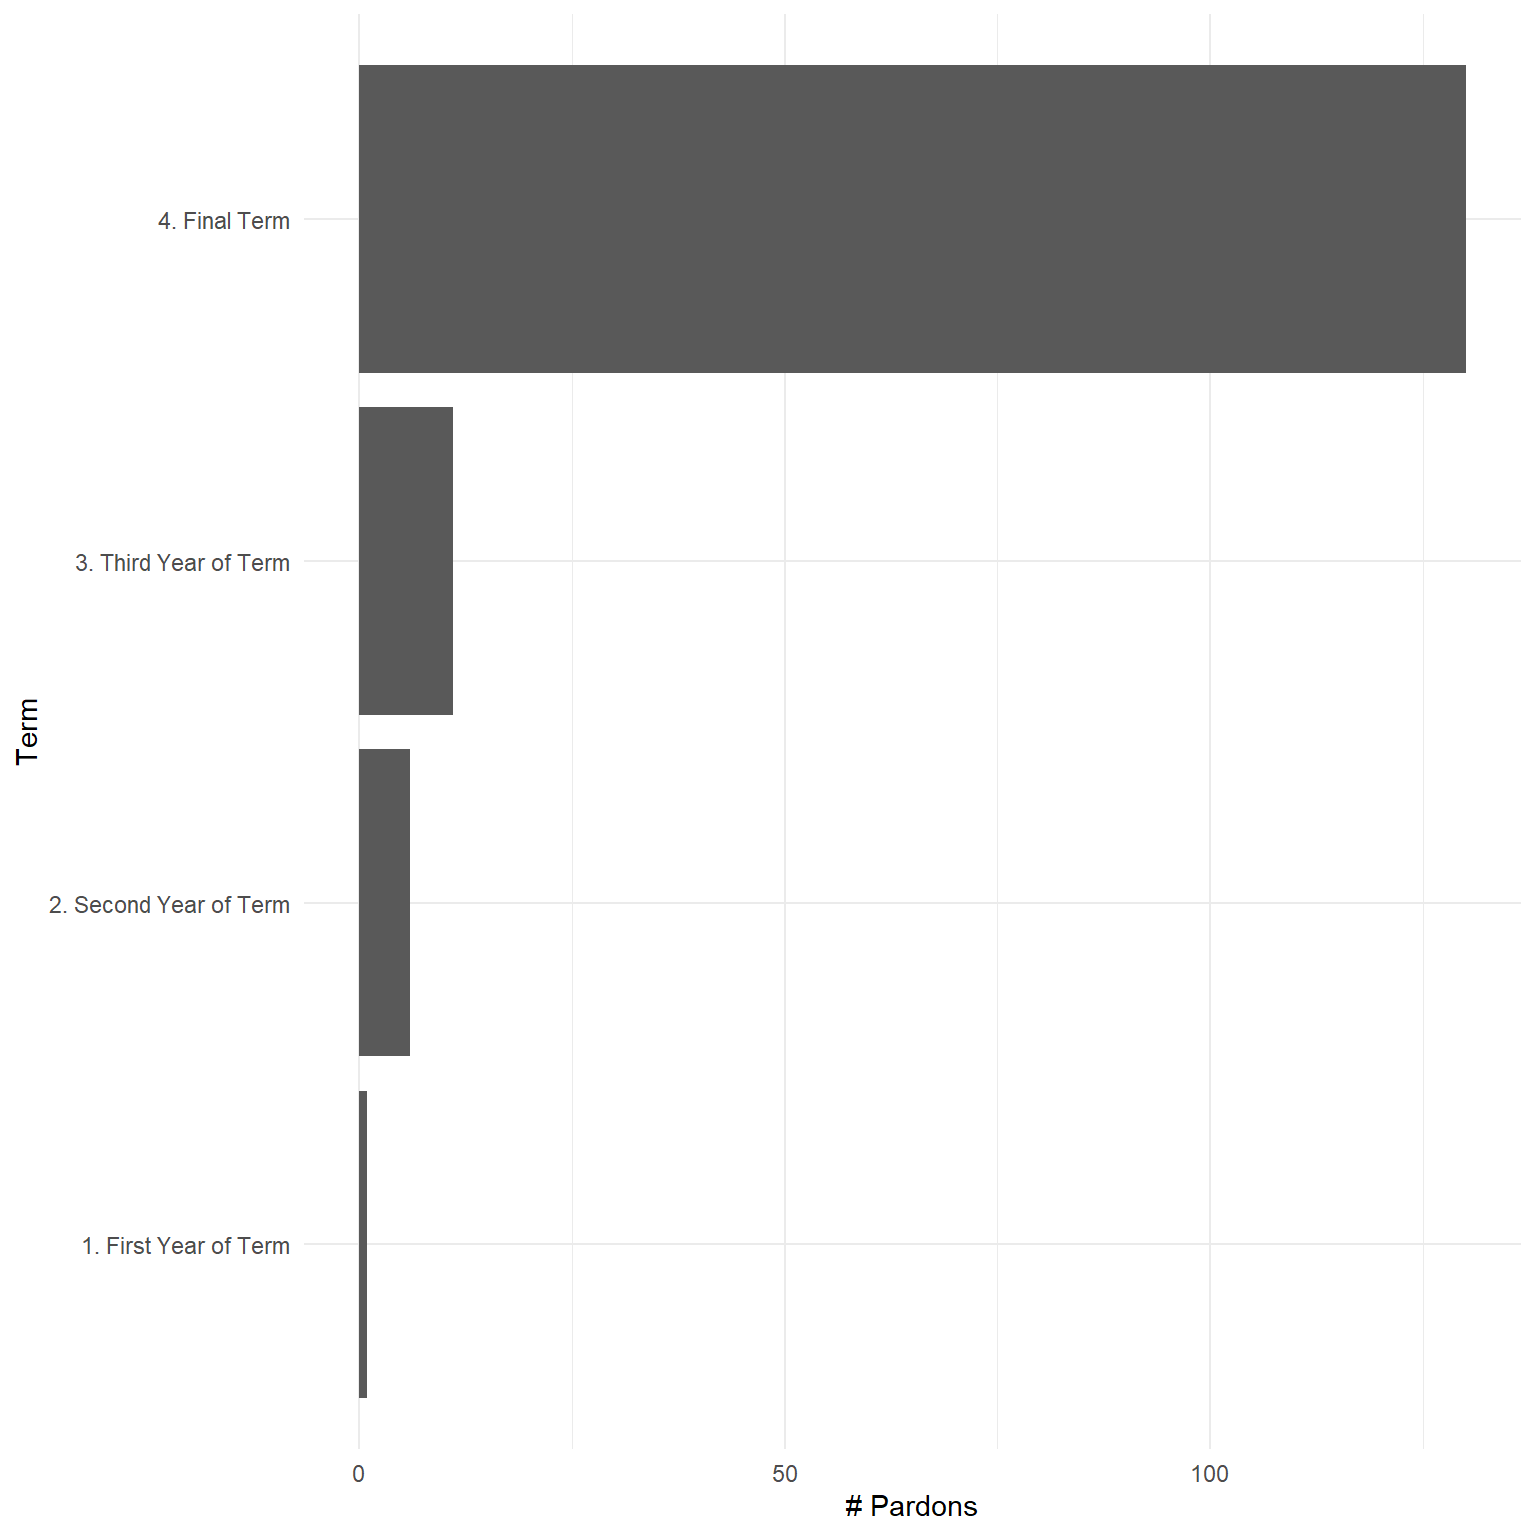 4. Final Term
3. Third Year of Term
Term
2. Second Year of Term
1. First Year of Term
0
50
100
# Pardons